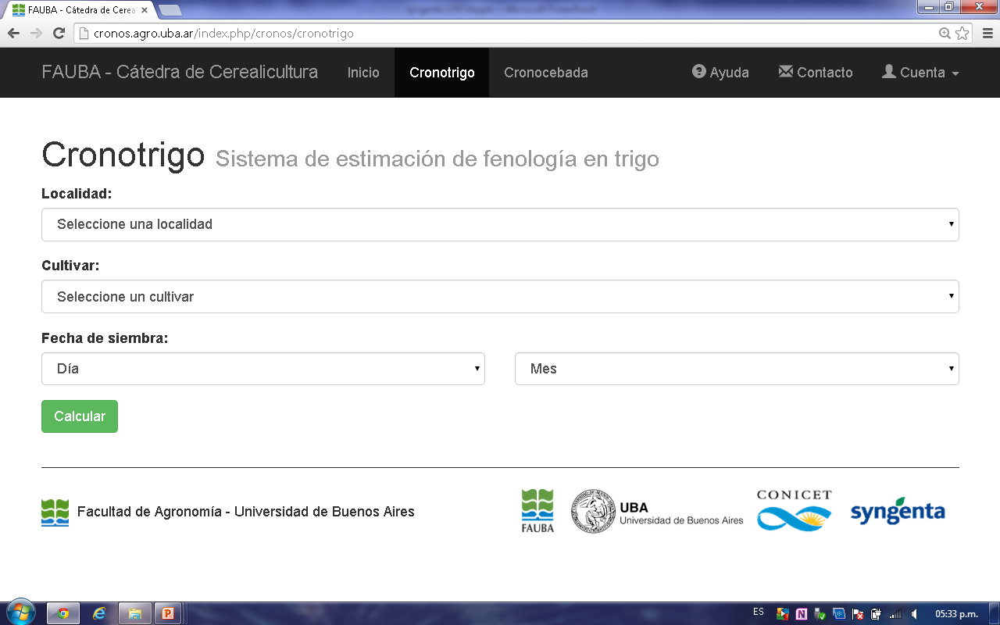 FAUBA - Cátedra de Cerea
cronos.agro.uba.ar/index.php/cronos/cronotrigo
FAUBA - Cátedra de Cerealicultura Inicio Cronotrigo Cronocebada Ayuda Contacto Cuenta
Cronotrigo Sistema de estimación de fenología en trigo
Localidad:
Seleccione una localidad
Cultivar:
Seleccione un cultivar
Fecha de siembra:
Día Mes
Calcular
Facultad de Agronomía - Universidad de Buenos Aires
FAUBA
UBA
Universidad de Buenos Aires
CONICET
syngenta
ES 05:33 p.m.